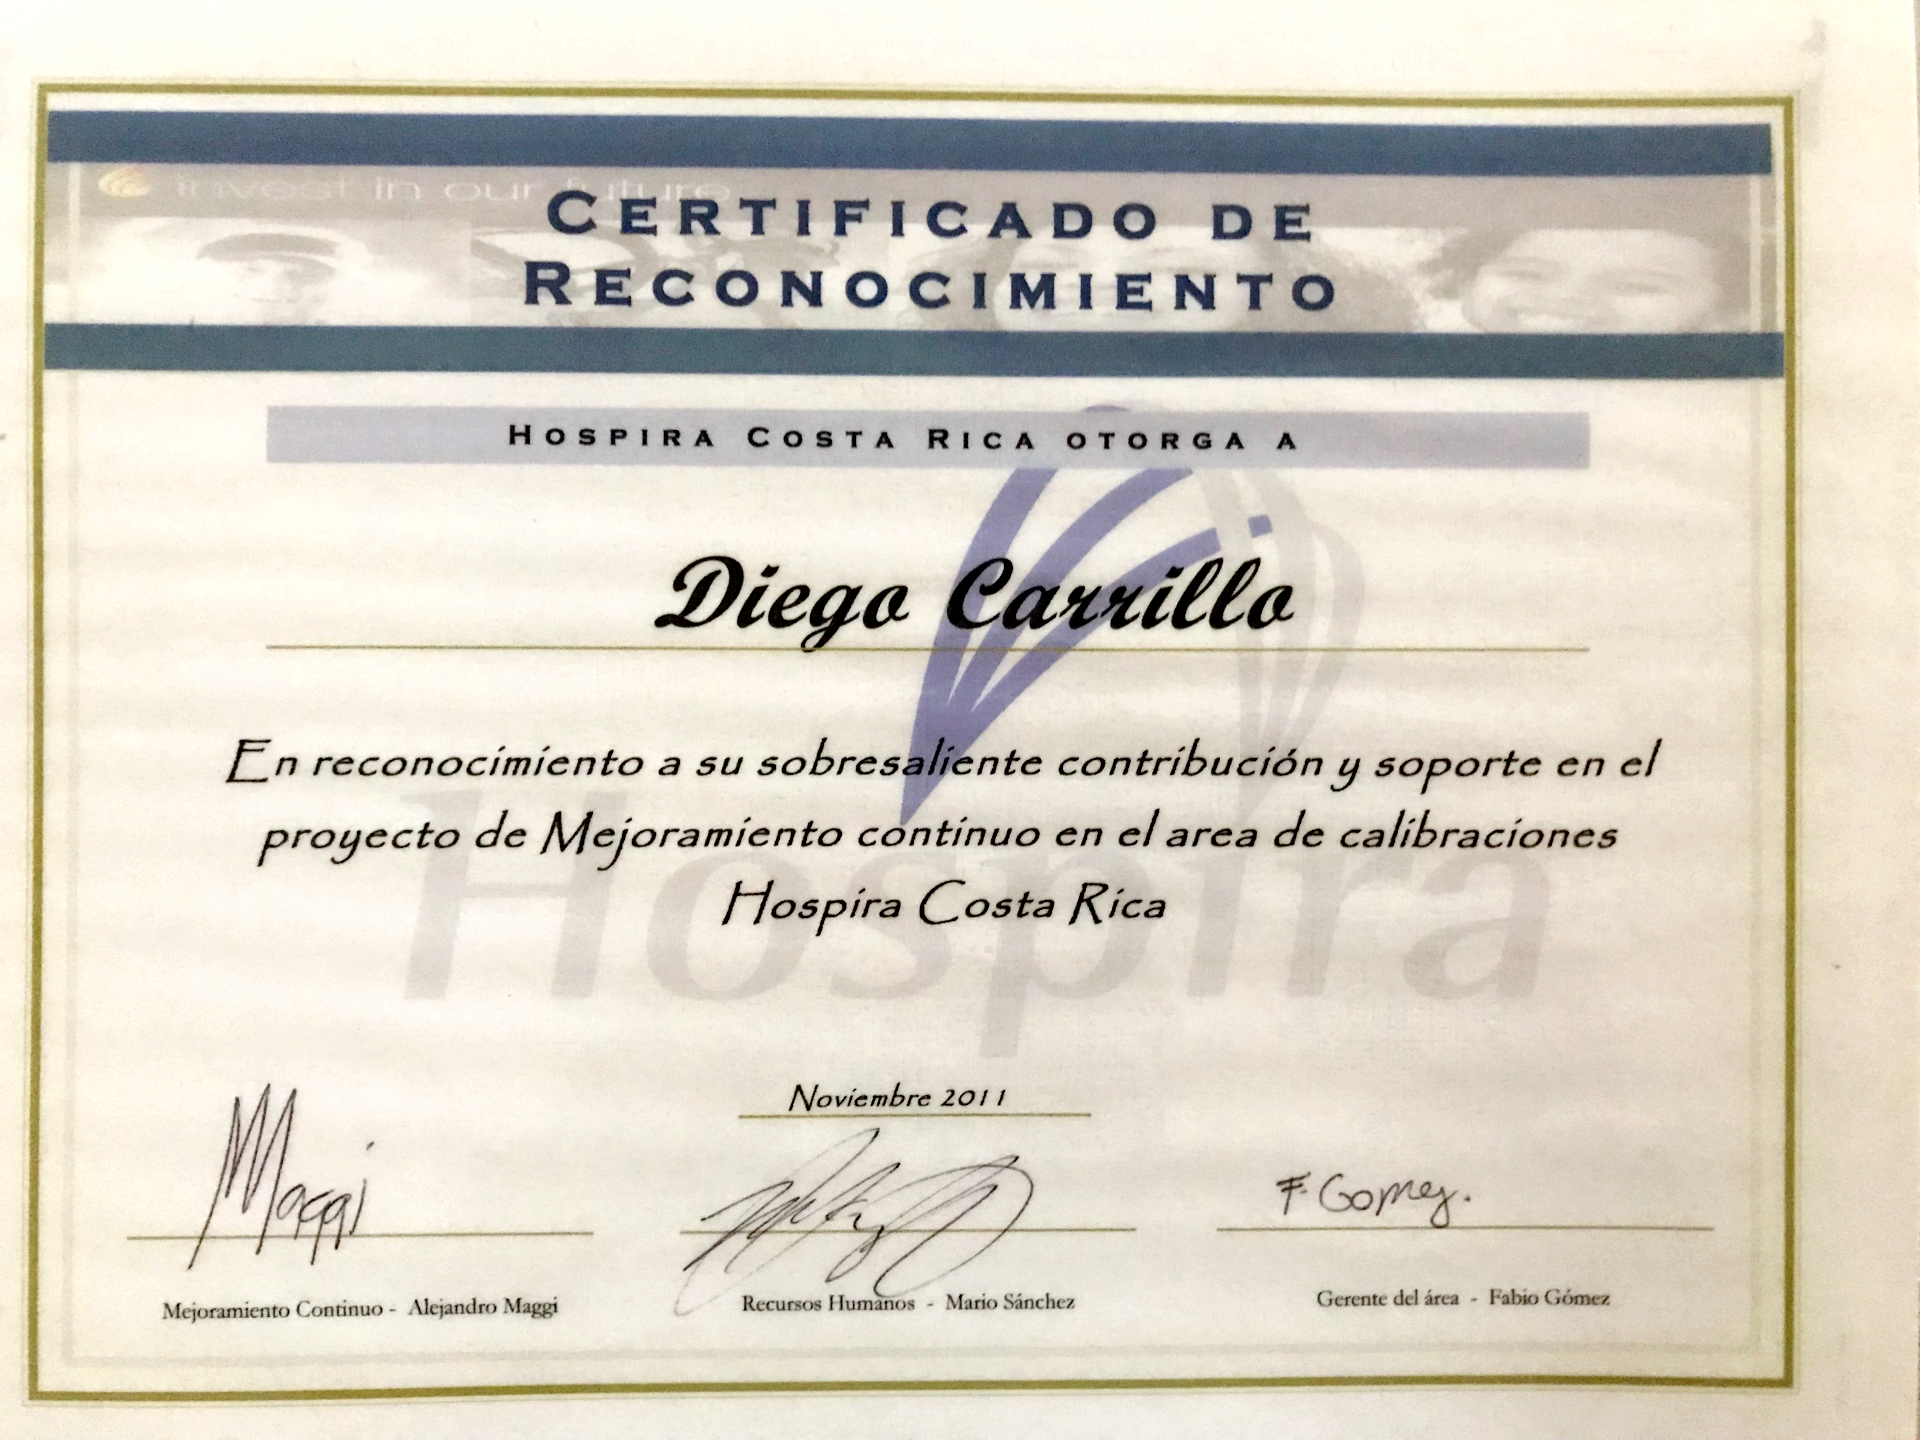 invest in our future
CERTIFICADO DE
RECONOCIMIENTO
HOSPIRA COSTA RICA OTORGA A
Diego Carrillo
En reconocimiento a su sobresaliente contribución y soporte en el
proyecto de Mejoramiento continuo en el area de calibraciones
Hospira Costa Rica
Hospira
Noviembre 2011
Maggi
F. Gomez.
Mejoramiento Continuo - Alejandro Maggi
Recursos Humanos - Mario Sánchez
Gerente del área - Fabio Gómez